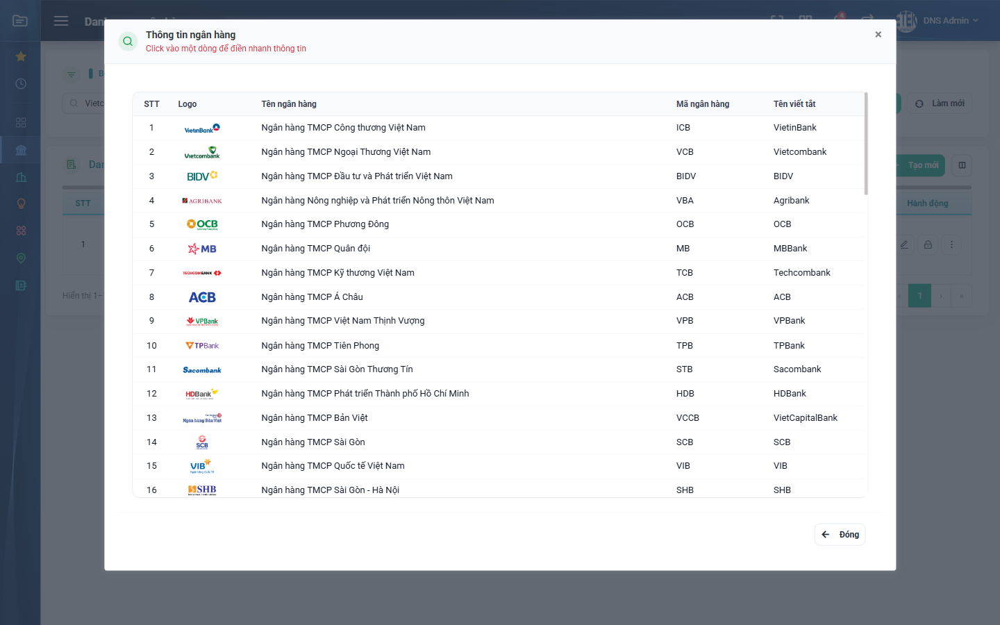 DNS Admin
4
Thông tin ngân hàng
Click vào một dòng để điền nhanh thông tin
×
Làm mới
Tạo mới
STT
Hành động
1
Hiển thị 1–
1
STT Logo Tên ngân hàng Mã ngân hàng Tên viết tắt
1 VietinBank Ngân hàng TMCP Công thương Việt Nam ICB VietinBank
2 Vietcombank Ngân hàng TMCP Ngoại Thương Việt Nam VCB Vietcombank
3 BIDV Ngân hàng TMCP Đầu tư và Phát triển Việt Nam BIDV BIDV
4 AGRIBANK Ngân hàng Nông nghiệp và Phát triển Nông thôn Việt Nam VBA Agribank
5 OCB Ngân hàng TMCP Phương Đông OCB OCB
6 MB Ngân hàng TMCP Quân đội MB MBBank
7 TECHCOMBANK Ngân hàng TMCP Kỹ thương Việt Nam TCB Techcombank
8 ACB Ngân hàng TMCP Á Châu ACB ACB
9 VPBank Ngân hàng TMCP Việt Nam Thịnh Vượng VPB VPBank
10 TPBank Ngân hàng TMCP Tiên Phong TPB TPBank
11 Sacombank Ngân hàng TMCP Sài Gòn Thương Tín STB Sacombank
12 HDBank Ngân hàng TMCP Phát triển Thành phố Hồ Chí Minh HDB HDBank
13 Ngân hàng Bản Việt Ngân hàng TMCP Bản Việt VCCB VietCapitalBank
14 SCB Ngân hàng TMCP Sài Gòn SCB SCB
15 VIB Ngân hàng TMCP Quốc tế Việt Nam VIB VIB
16 SHB Ngân hàng TMCP Sài Gòn - Hà Nội SHB SHB
Đóng